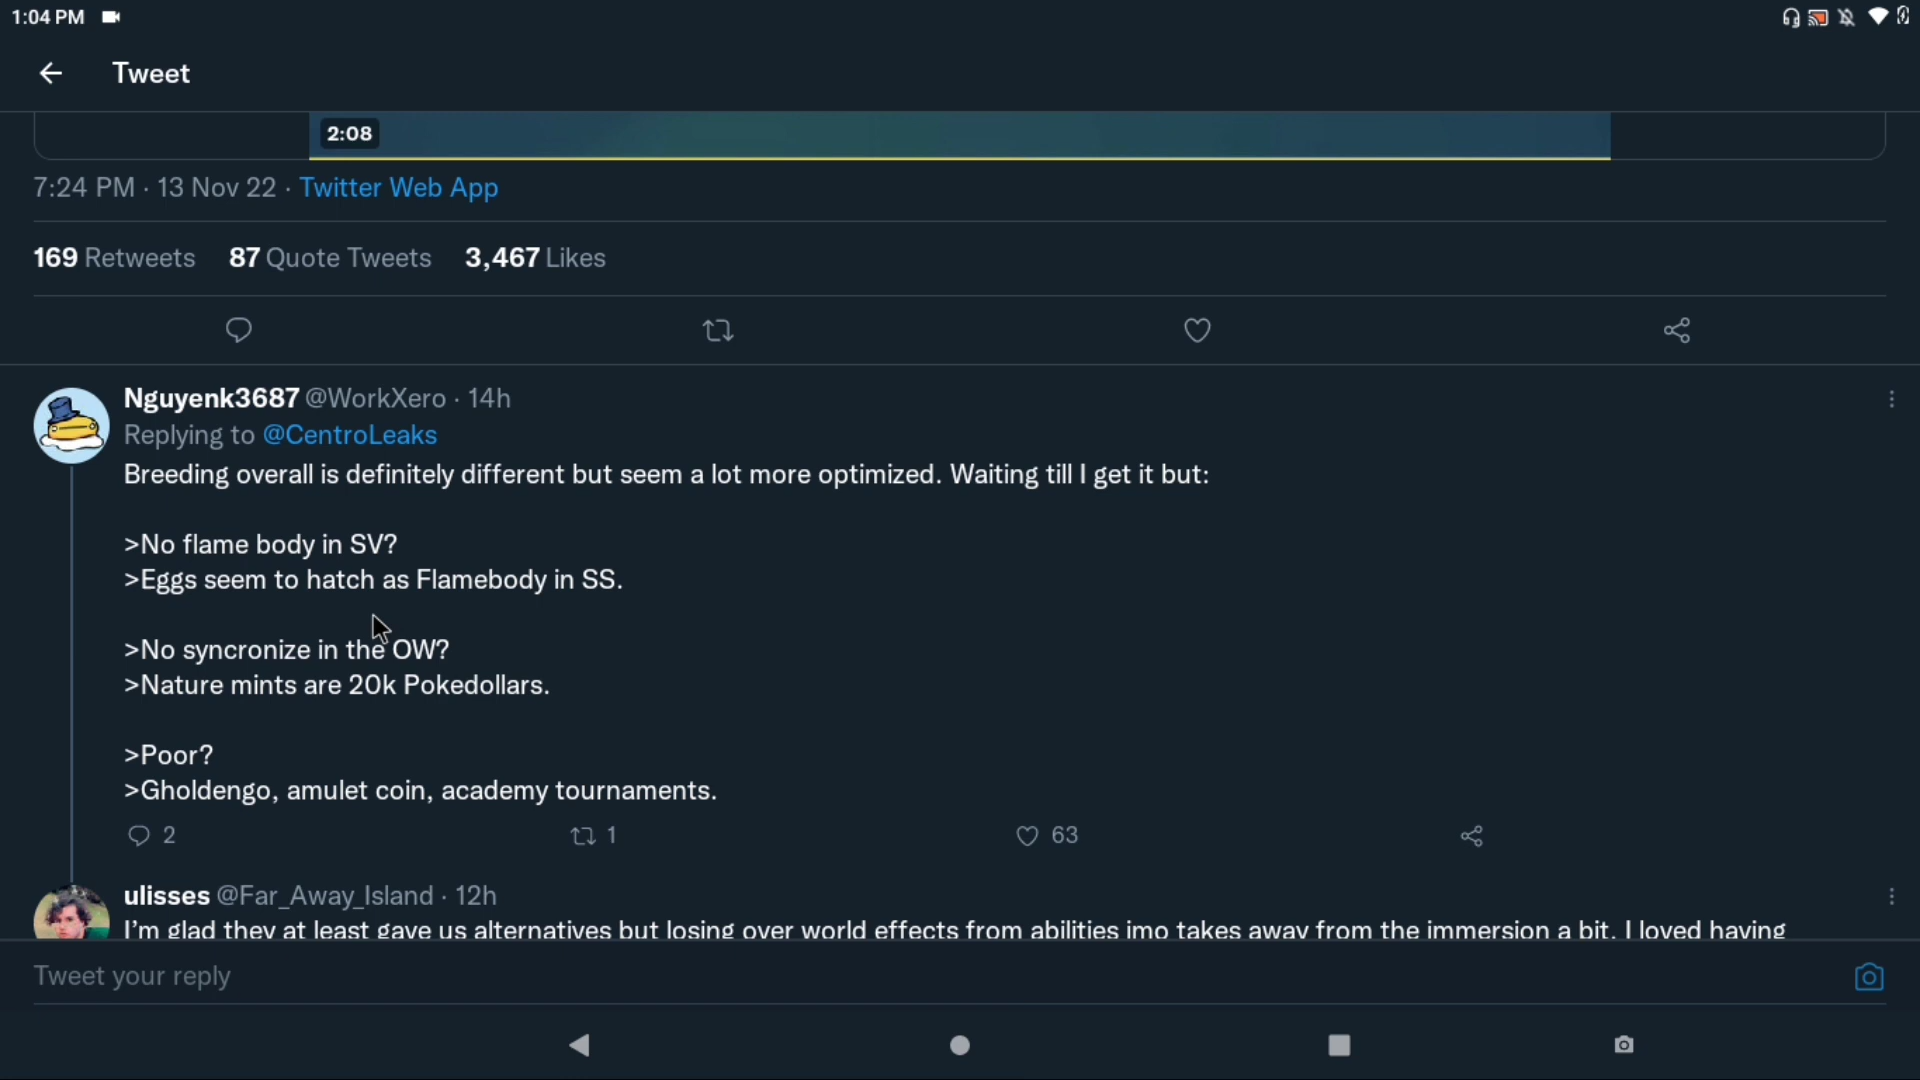 1:04 PM
Tweet
2:08
7:24 PM · 13 Nov 22 · Twitter Web App
169 Retweets 87 Quote Tweets 3,467 Likes
Nguyenk3687 @WorkXero · 14h
Replying to @CentroLeaks
Breeding overall is definitely different but seem a lot more optimized. Waiting till I get it but:
>No flame body in SV?
>Eggs seem to hatch as Flamebody in SS.
>No syncronize in the OW?
>Nature mints are 20k Pokedollars.
>Poor?
>Gholdengo, amulet coin, academy tournaments.
2 1 63
ulisses @Far_Away_Island · 12h
I'm glad they at least gave us alternatives but losing over world effects from abilities imo takes away from the immersion a bit. I loved having
Tweet your reply